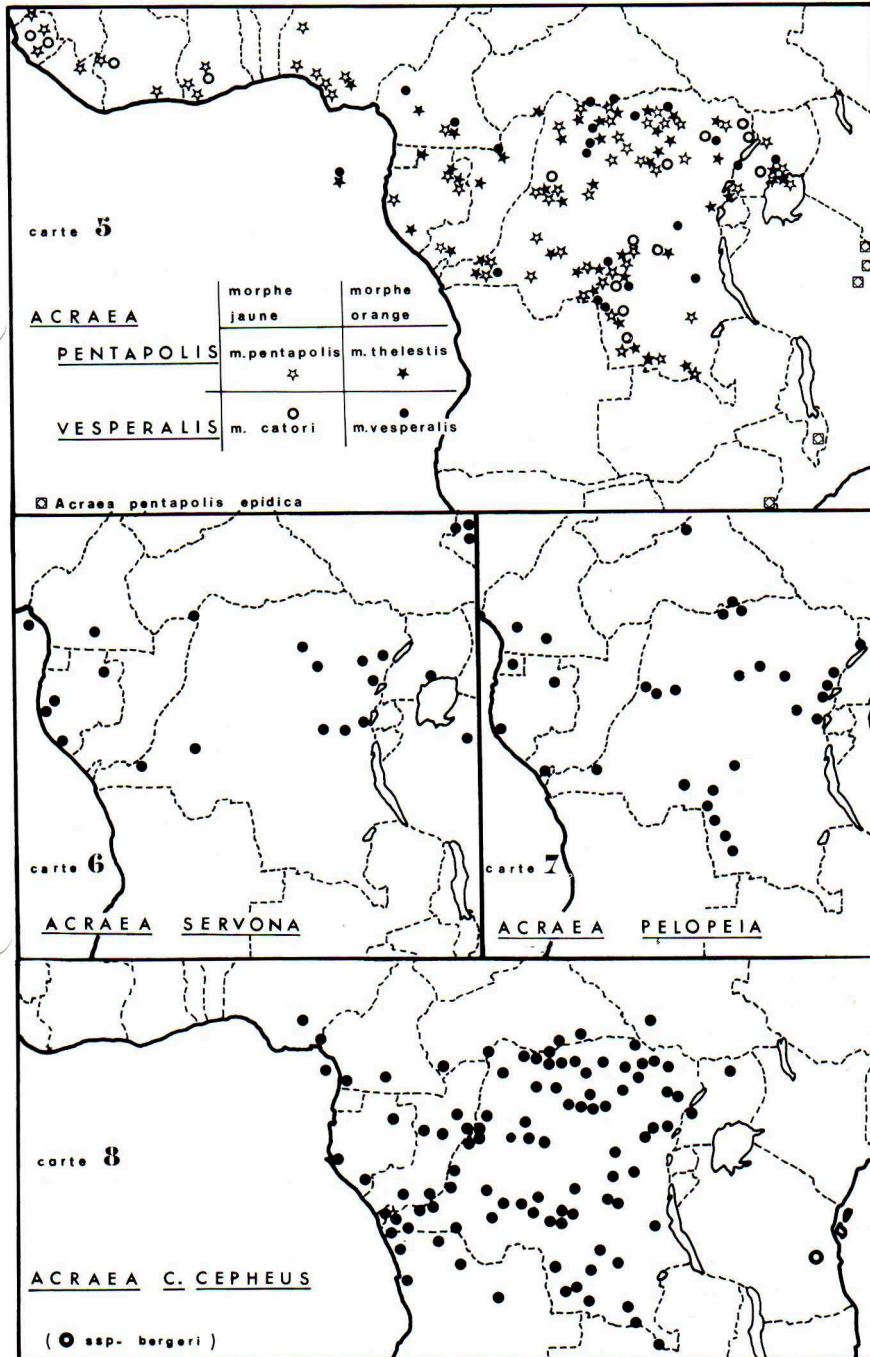 carte 5
morphe morphe
ACRAEA jaune orange
PENTAPOLIS m.pentapolis m.thelestis
VESPERALIS m. catori m.vesperalis
Acraea pentapolis epidica
carte 6
ACRAEA SERVONA
carte 7
ACRAEA PELOPEIA
carte 8
ACRAEA C. CEPHEUS
( ssp- bergeri )